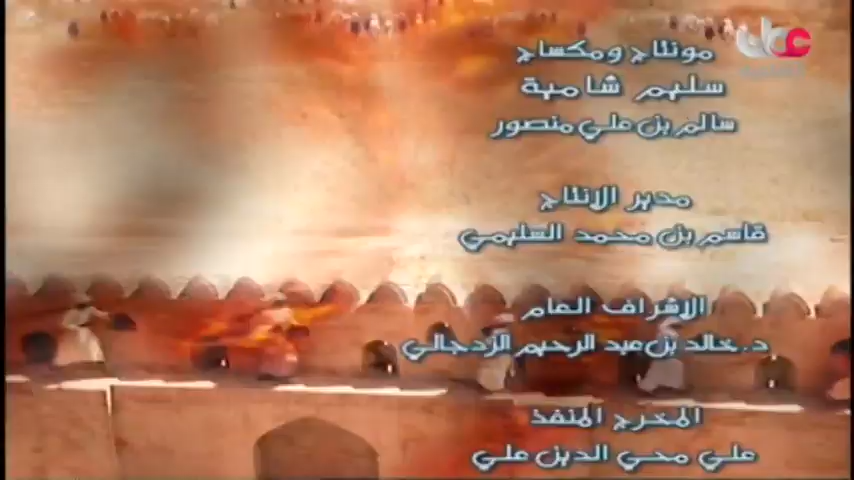 مونتاج ومكساج
سليم شامية
سالم بن علي منصور
مدير الإنتاج
قاسم بن محمد السليمي
الاشراف العام
د. خالد بن عبد الرحيم الزدجالي
المخرج المنفذ
علي محي الدين علي